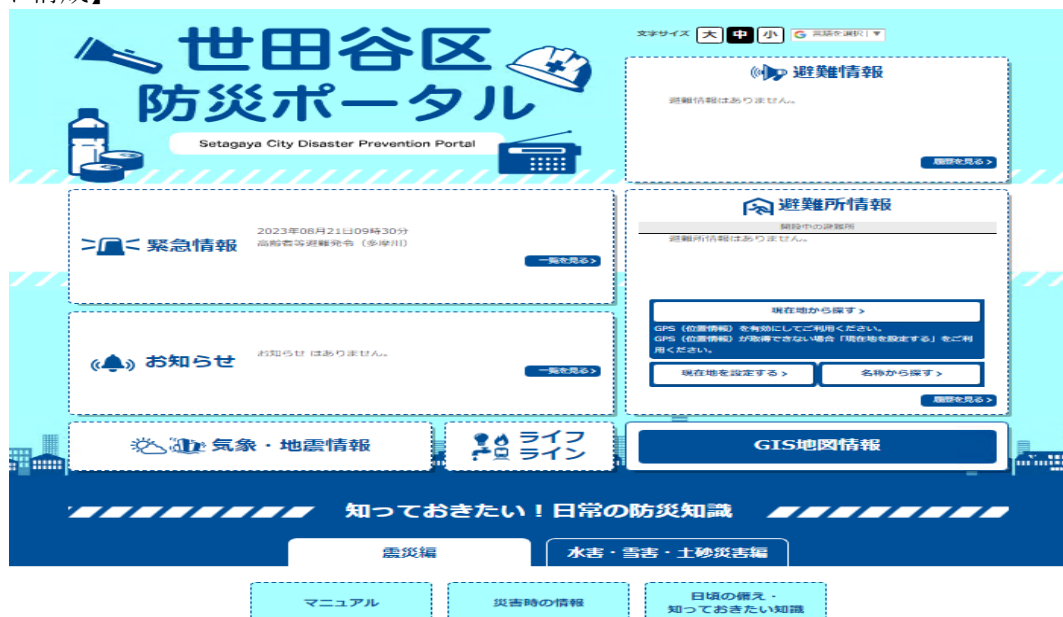 世田谷区
防災ポータル
Setagaya City Disaster Prevention Portal
文字サイズ 大 中 小 G 言語を選択 ▼
避難情報
避難情報はありません。
履歴を見る >
緊急情報
2023年08月21日09時30分
高齢者等避難発令（多摩川）
一覧を見る >
避難所情報
開設中の避難所
避難所情報はありません。
現在地から探す >
GPS（位置情報）を有効にしてご利用ください。
GPS（位置情報）が取得できない場合「現在地を設定する」をご利
用ください。
現在地を設定する >
名称から探す >
履歴を見る >
お知らせ
お知らせ はありません。
一覧を見る >
気象・地震情報
ライフ
ライン
GIS地図情報
知っておきたい！日常の防災知識
震災編
水害・雪害・土砂災害編
マニュアル
災害時の情報
日頃の備え・
知っておきたい知識